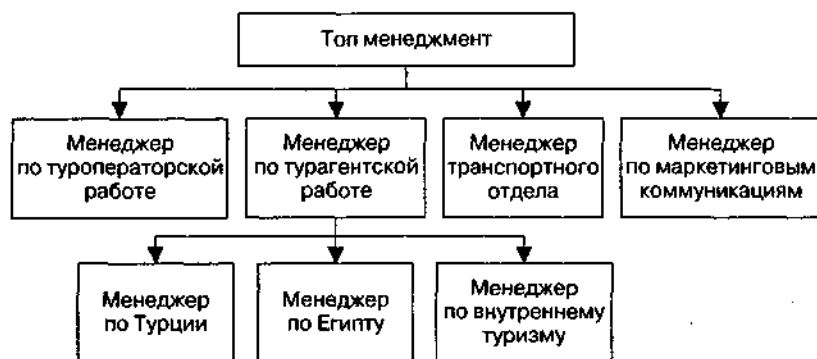 Топ менеджмент
Менеджер
по туроператорской
работе
Менеджер
по турагентской
работе
Менеджер
транспортного
отдела
Менеджер
по маркетинговым
коммуникациям
Менеджер
по Турции
Менеджер
по Египту
Менеджер
по внутреннему
туризму